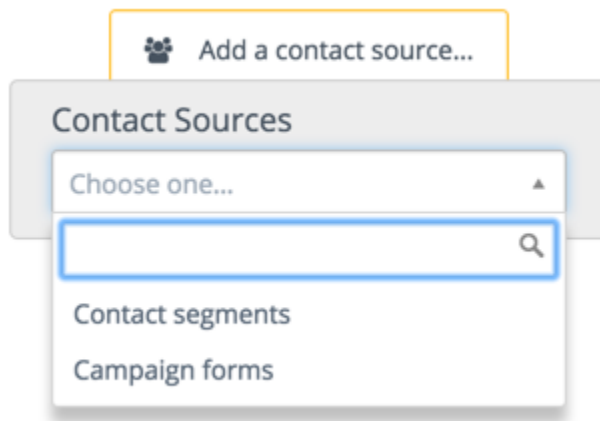 Add a contact source...
Contact Sources
Choose one...
Contact segments
Campaign forms